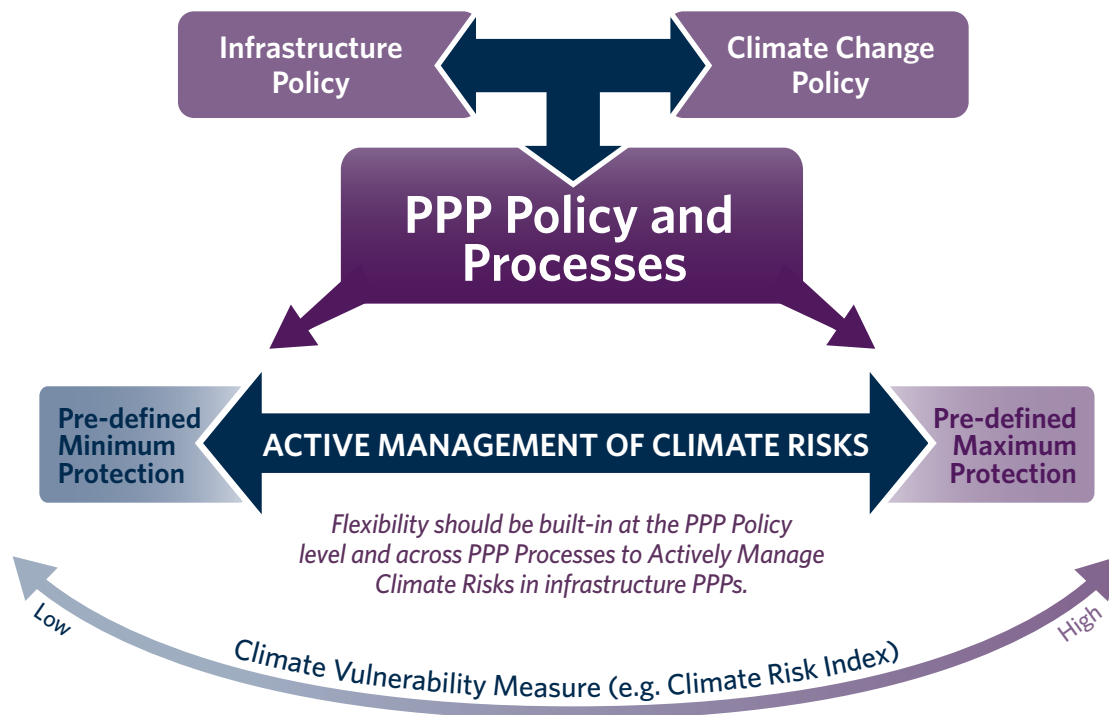 Infrastructure
Policy
Climate Change
Policy
PPP Policy and
Processes
Pre-defined
Minimum
Protection
ACTIVE MANAGEMENT OF CLIMATE RISKS
Pre-defined
Maximum
Protection
Flexibility should be built-in at the PPP Policy
level and across PPP Processes to Actively Manage
Climate Risks in infrastructure PPPs.
Low
Climate Vulnerability Measure (e.g. Climate Risk Index)
High